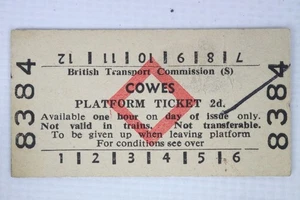 7 8 9 10 11 12
British Transport Commission (S)
COWES
PLATFORM TICKET 2d.
Available one hour on day of issue only.
Not valid in trains. Not transferable.
To be given up when leaving platform
For conditions see over
1 2 3 4 5 6
8384
8384